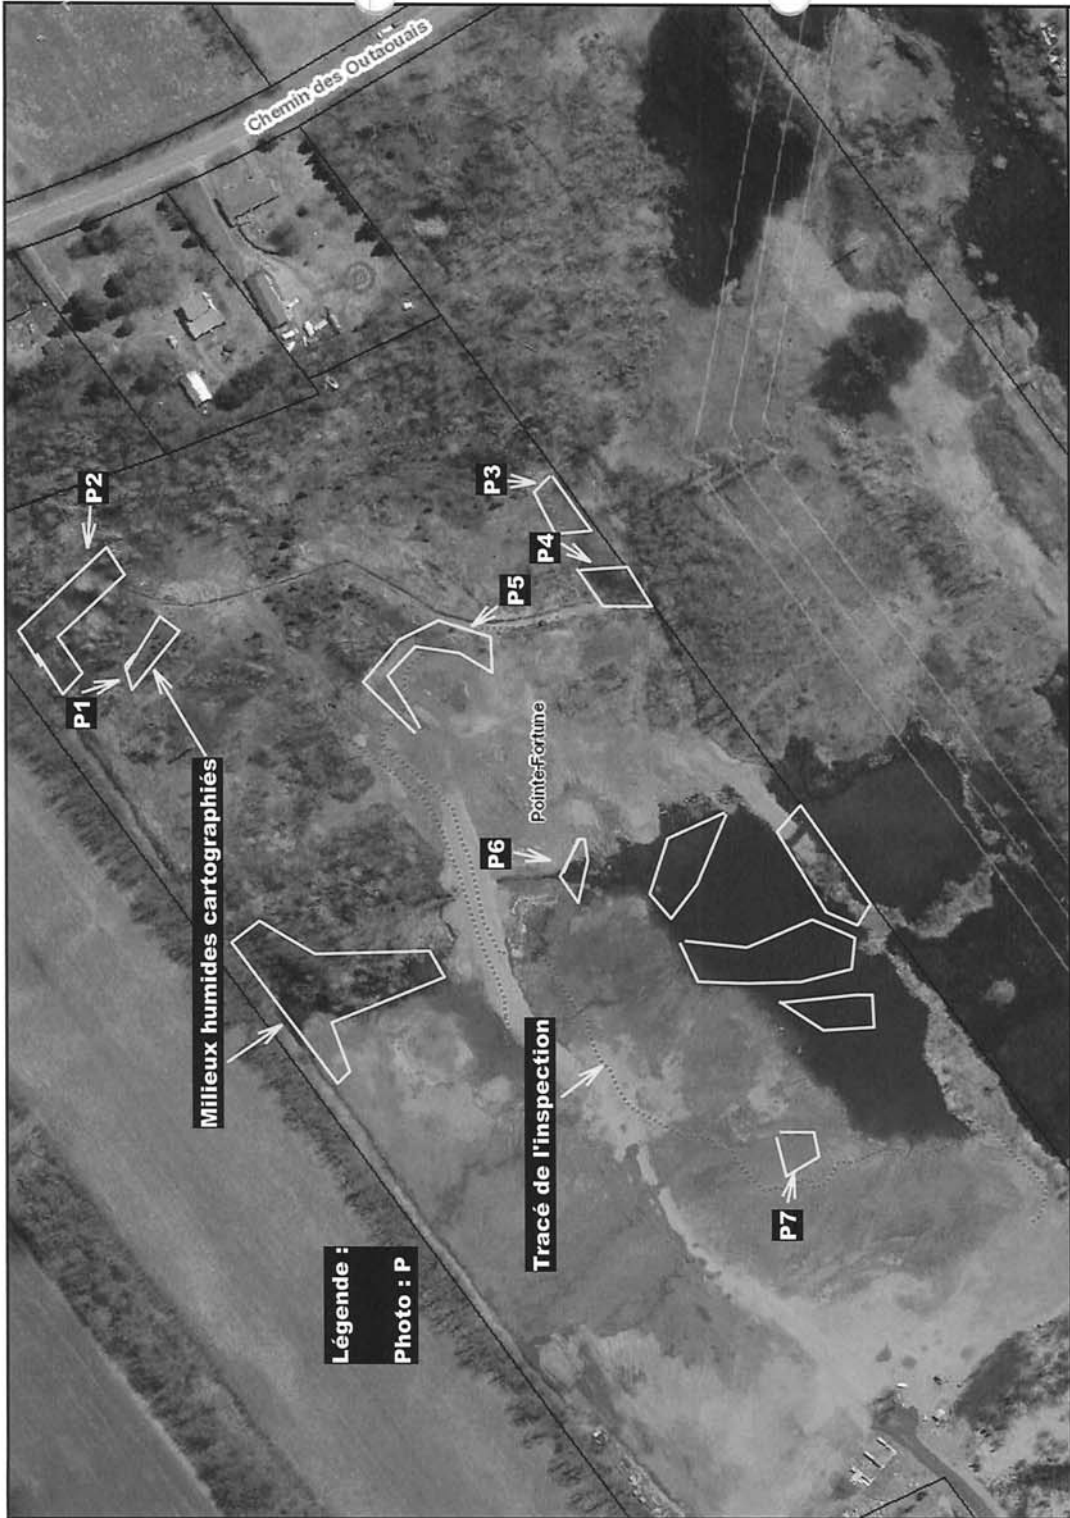 Chemin des Outaouais
P2
P1
P3
P4
P5
Milieux humides cartographiés
Pointe-Fortune
P6
Tracé de l'inspection
P7
Légende :
Photo : P